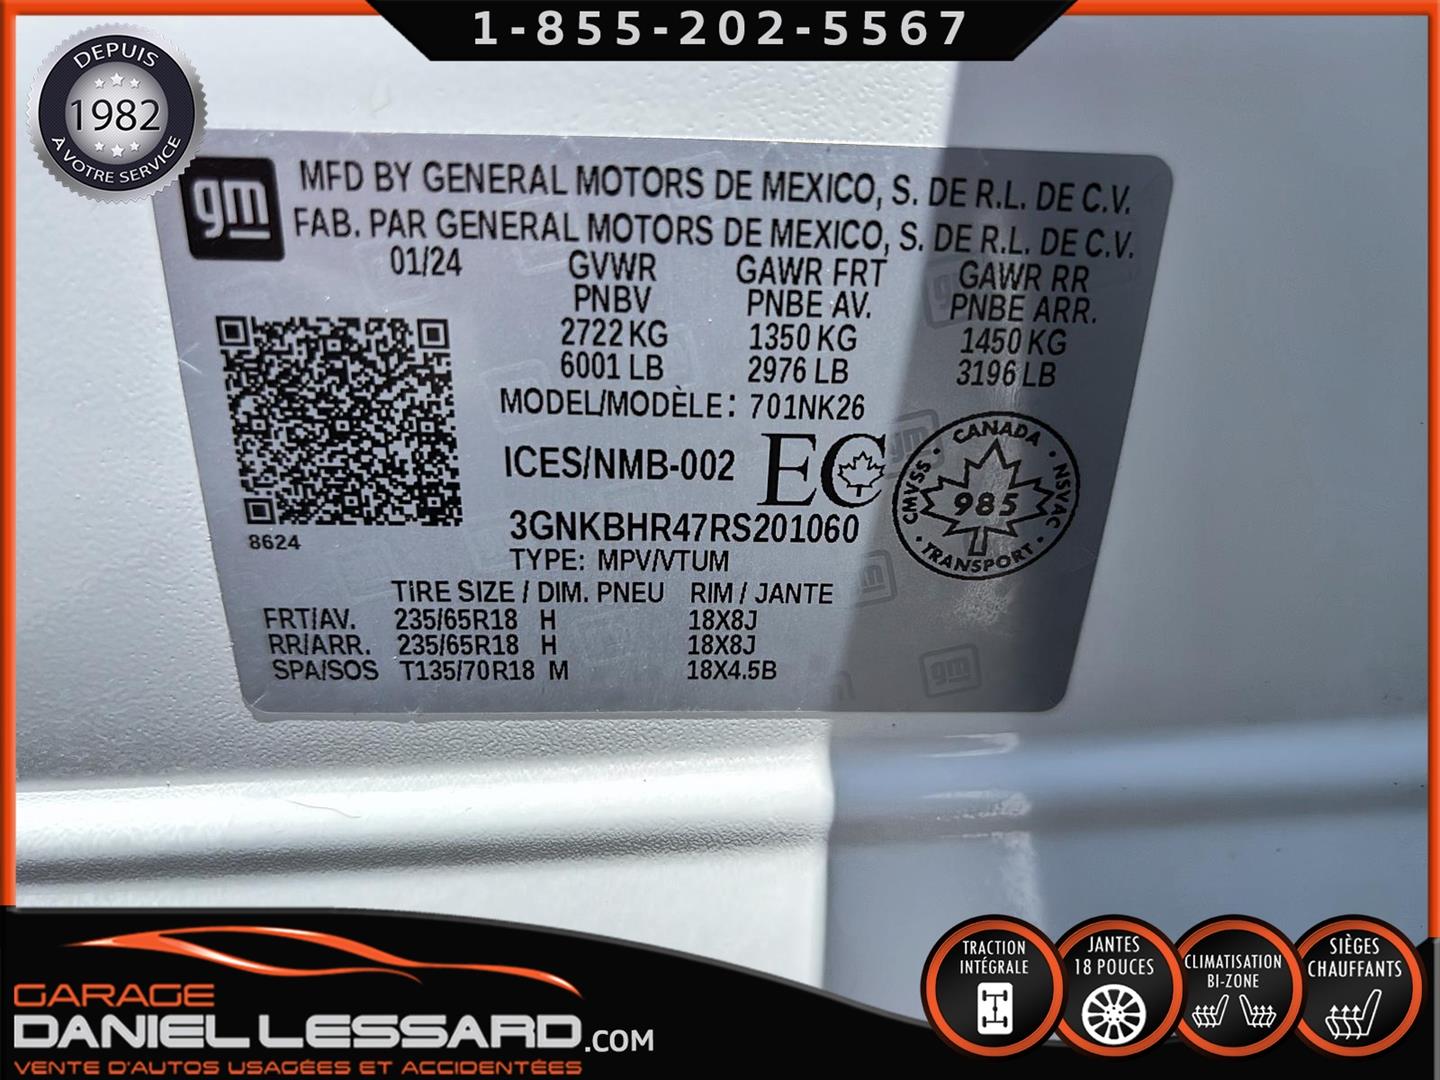 1-855-202-5567
DEPUIS
1982
À VOTRE SERVICE
gm
MFD BY GENERAL MOTORS DE MEXICO, S. DE R.L. DE C.V.
FAB. PAR GENERAL MOTORS DE MEXICO, S. DE R.L. DE C.V.
01/24 GVWR GAWR FRT GAWR RR
PNBV PNBE AV. PNBE ARR.
2722 KG 1350 KG 1450 KG
6001 LB 2976 LB 3196 LB
MODEL/MODÈLE: 701NK26
ICES/NMB-002 EC
CANADA
CMVSS 985 NSVAC
TRANSPORT
8624
3GNKBHR47RS201060
TYPE: MPV/VTUM
TIRE SIZE / DIM. PNEU RIM / JANTE
FRT/AV. 235/65R18 H 18X8J
RR/ARR. 235/65R18 H 18X8J
SPA/SOS T135/70R18 M 18X4.5B
GARAGE
DANIEL LESSARD.COM
VENTE D'AUTOS USAGÉES ET ACCIDENTÉES
TRACTION
INTÉGRALE
JANTES
18 POUCES
CLIMATISATION
BI-ZONE
SIÈGES
CHAUFFANTS